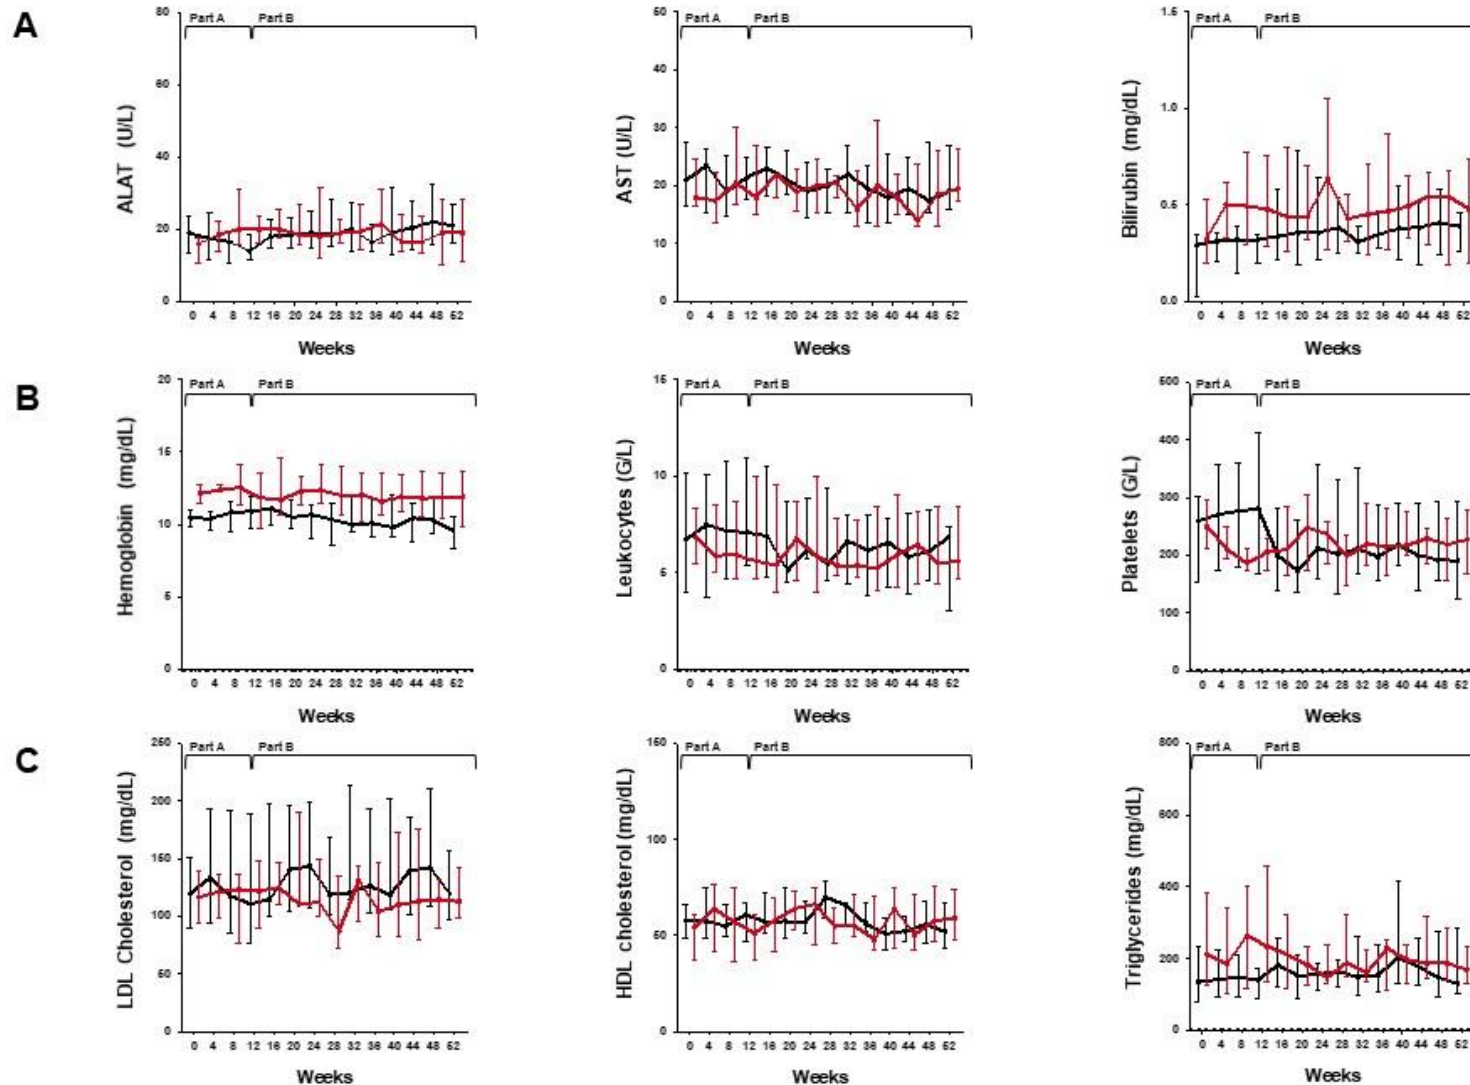 A
Part A Part B
ALAT (U/L)
80
60
40
20
0
0 4 8 12 16 20 24 28 32 36 40 44 48 52
Weeks
Part A Part B
AST (U/L)
50
40
30
20
10
0
0 4 8 12 16 20 24 28 32 36 40 44 48 52
Weeks
Part A Part B
Bilirubin (mg/dL)
1.5
1.0
0.5
0.0
0 4 8 12 16 20 24 28 32 36 40 44 48 52
Weeks
B
Part A Part B
Hemoglobin (mg/dL)
20
15
10
5
0
0 4 8 12 16 20 24 28 32 36 40 44 48 52
Weeks
Part A Part B
Leukocytes (G/L)
15
10
5
0
0 4 8 12 16 20 24 28 32 36 40 44 48 52
Weeks
Part A Part B
Platelets (G/L)
500
400
300
200
100
0
0 4 8 12 16 20 24 28 32 36 40 44 48 52
Weeks
C
Part A Part B
LDL Cholesterol (mg/dL)
250
200
150
100
50
0
0 4 8 12 16 20 24 28 32 36 40 44 48 52
Weeks
Part A Part B
HDL cholesterol (mg/dL)
150
100
50
0
0 4 8 12 16 20 24 28 32 36 40 44 48 52
Weeks
Part A Part B
Triglycerides (mg/dL)
800
600
400
200
0
0 4 8 12 16 20 24 28 32 36 40 44 48 52
Weeks